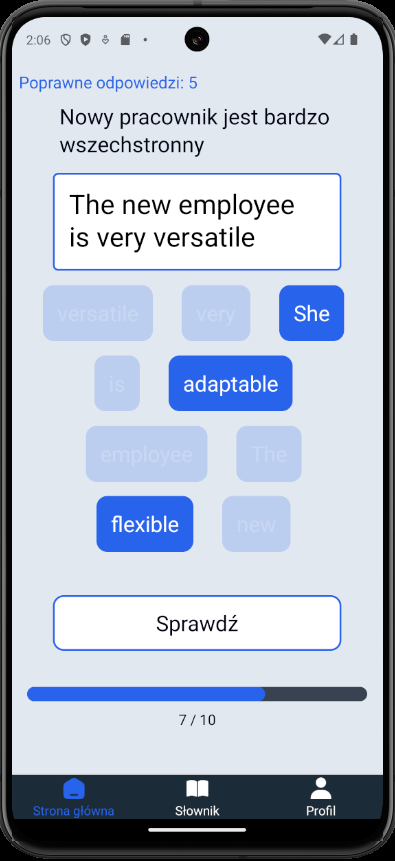 2:06
Poprawne odpowiedzi: 5
Nowy pracownik jest bardzo
wszechstronny
The new employee
is very versatile
versatile very She
is adaptable
employee The
flexible new
Sprawdź
7 / 10
Strona główna Słownik Profil